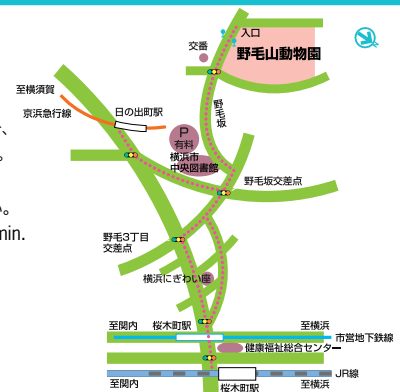 入口
交番
野毛山動物園
至横須賀
野毛坂
京浜急行線
日の出町駅
、
P
有料
。
横浜市
中央図書館
野毛坂交差点
い。
min.
野毛3丁目
交差点
横浜にぎわい座
至関内
桜木町駅
至横浜
市営地下鉄線
健康福祉総合センター
JR線
至関内
桜木町駅
至横浜